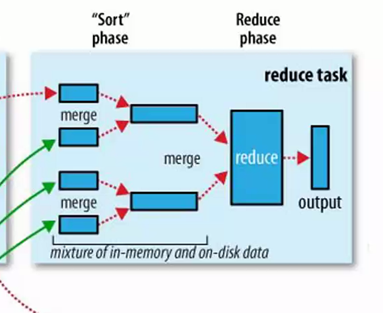 “Sort”
phase
Reduce
phase
reduce task
merge
merge
reduce
merge
output
mixture of in-memory and on-disk data